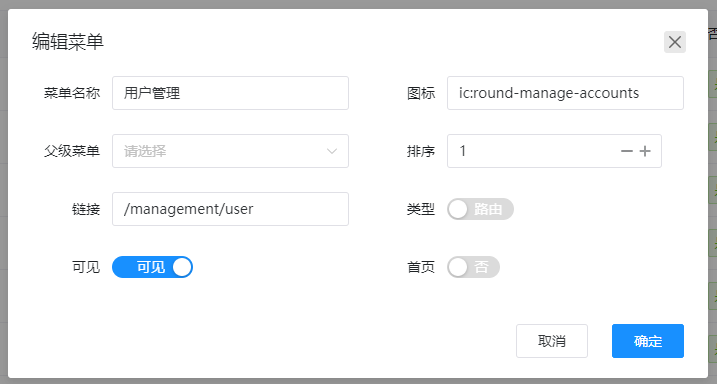 编辑菜单
菜单名称 用户管理 图标 ic:round-manage-accounts
父级菜单 请选择 排序 1
链接 /management/user 类型 路由
可见 可见 首页 否
取消 确定